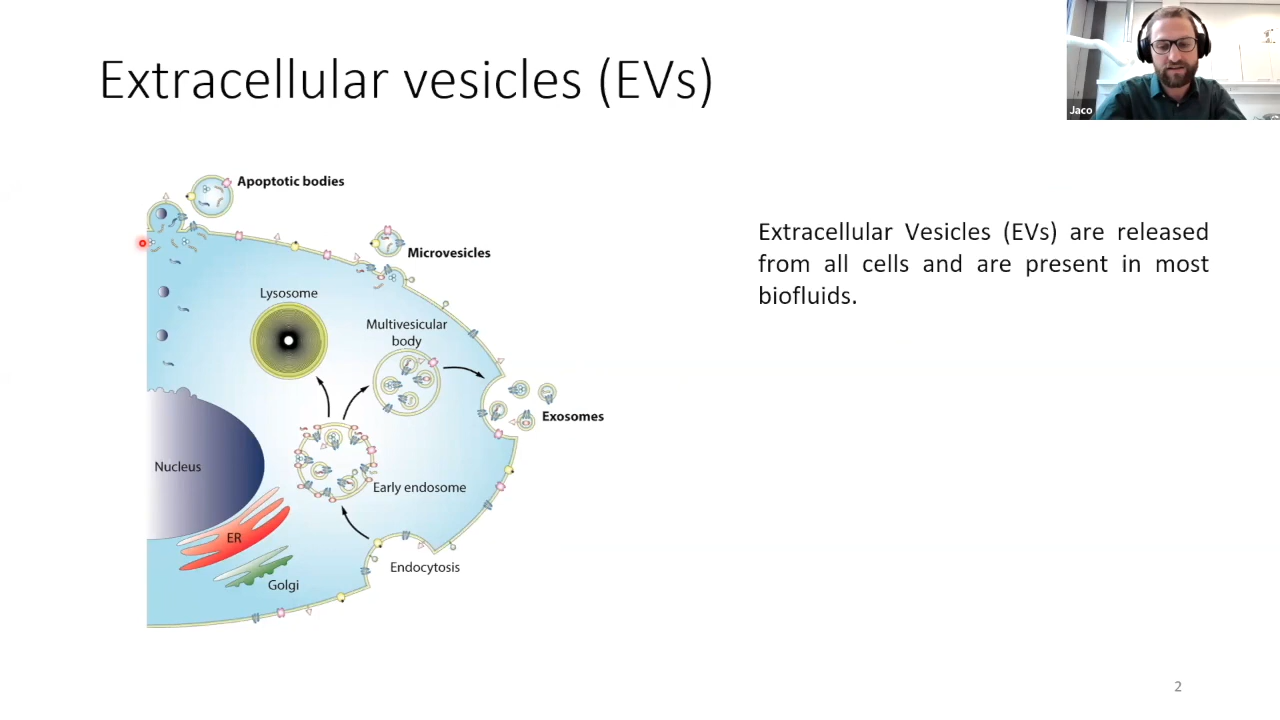 Extracellular vesicles (EVs)
Jaco
Apoptotic bodies
Microvesicles
Lysosome
Multivesicular
body
Exosomes
Nucleus
Early endosome
ER
Endocytosis
Golgi
Extracellular Vesicles (EVs) are released
from all cells and are present in most
biofluids.
2